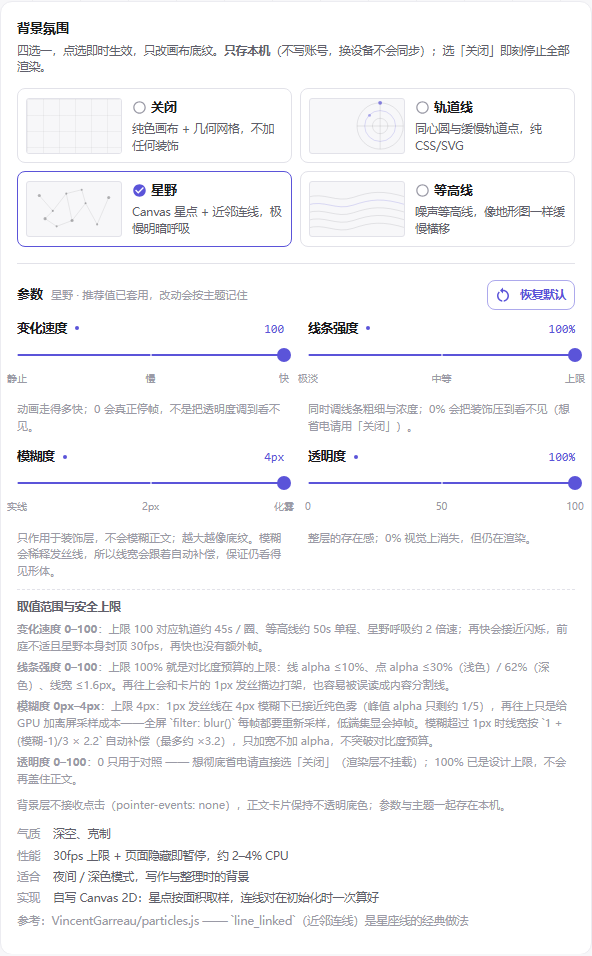 背景氛围
四选一，点选即时生效，只改画布底纹。只存本机（不写账号，换设备不会同步）；选「关闭」即刻停止全部
渲染。
关闭
纯色画布 + 几何网格，不加
任何装饰
轨道线
同心圆与缓慢轨道点，纯
CSS/SVG
星野
Canvas 星点 + 近邻连线，极
慢明暗呼吸
等高线
噪声等高线，像地形图一样缓
慢横移
参数 星野 · 推荐值已套用，改动会按主题记住
恢复默认
变化速度 • 100
静止 慢 快
动画走得多快；0 会真正停帧，不是把透明度调到看不
见。
线条强度 • 100%
极淡 中等 上限
同时调线条粗细与浓度；0% 会把装饰压到看不见（想
省电请用「关闭」）。
模糊度 • 4px
实线 2px 化雾
只作用于装饰层，不会模糊正文；越大越像底纹。模糊
会稀释发丝线，所以线宽会跟着自动补偿，保证仍看得
见形体。
透明度 • 100%
0 50 100
整层的存在感；0% 视觉上消失，但仍在渲染。
取值范围与安全上限
变化速度 0–100：上限 100 对应轨道约 45s / 圈、等高线约 50s 单程、星野呼吸约 2 倍速；再快会接近闪烁，前
庭不适且星野本身封顶 30fps，再快也没有额外帧。
线条强度 0–100：上限 100% 就是对比度预算的上限：线 alpha ≤10%、点 alpha ≤30%（浅色）/ 62%（深
色）、线宽 ≤1.6px。再往上会和卡片的 1px 发丝描边打架，也容易被误读成内容分割线。
模糊度 0px–4px：上限 4px：1px 发丝线在 4px 模糊下已接近纯色雾（峰值 alpha 只剩约 1/5），再往上只是给
GPU 加离屏采样成本——全屏 `filter: blur()` 每帧都要重新采样，低端集显会掉帧。模糊超过 1px 时线宽按 `1 +
(模糊-1)/3 × 2.2` 自动补偿（最多约 ×3.2），只加宽不加 alpha，不突破对比度预算。
透明度 0–100：0 只用于对照 —— 想彻底省电请直接选「关闭」（渲染层不挂载）；100% 已是设计上限，不会
再盖住正文。
背景层不接收点击（pointer-events: none），正文卡片保持不透明底色；参数与主题一起存在本机。
气质 深空、克制
性能 30fps 上限 + 页面隐藏即暂停，约 2–4% CPU
适合 夜间 / 深色模式，写作与整理时的背景
实现 自写 Canvas 2D：星点按面积取样，连线对在初始化时一次算好
参考：VincentGarreau/particles.js —— `line_linked`（近邻连线）是星座线的经典做法